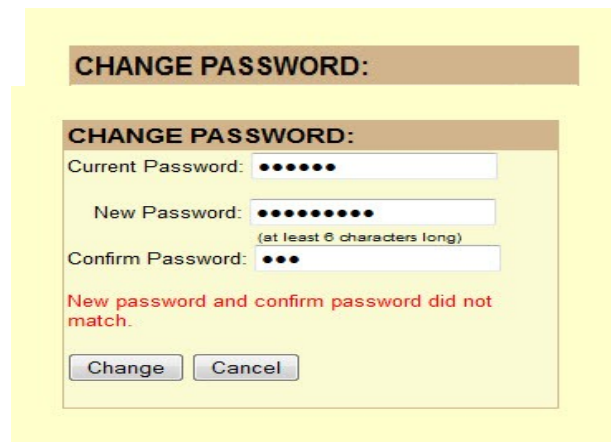 CHANGE PASSWORD:
CHANGE PASSWORD:
Current Password: ●●●●●●
New Password: ●●●●●●●●●
(at least 6 characters long)
Confirm Password: ●●●
New password and confirm password did not
match.
Change Cancel